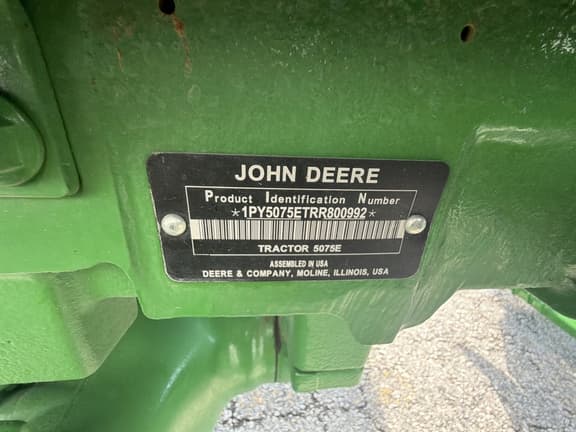 JOHN DEERE
Product Identification Number
*1PY5075ETRR800992*
TRACTOR 5075E
ASSEMBLED IN USA
DEERE & COMPANY, MOLINE, ILLINOIS, USA